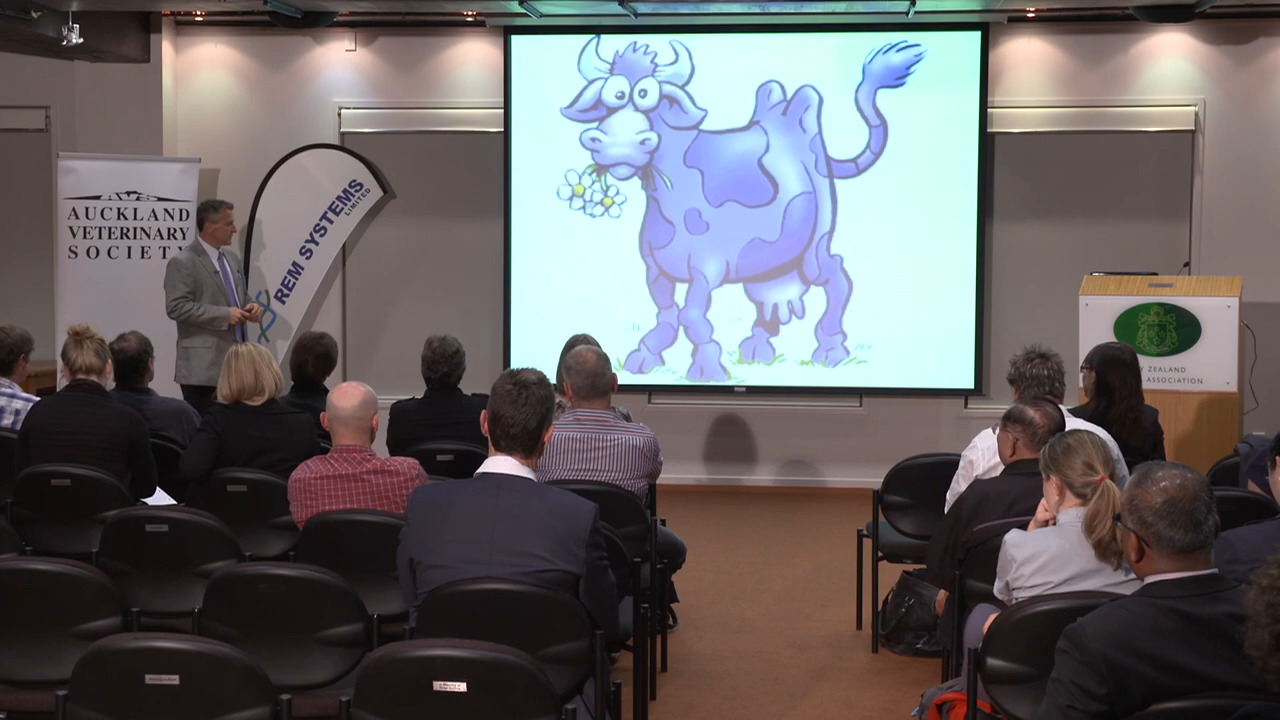 AVS
AUCKLAND
VETERINARY
SOCIETY
REM SYSTEMS
LIMITED
ZEALAND
ASSOCIATION